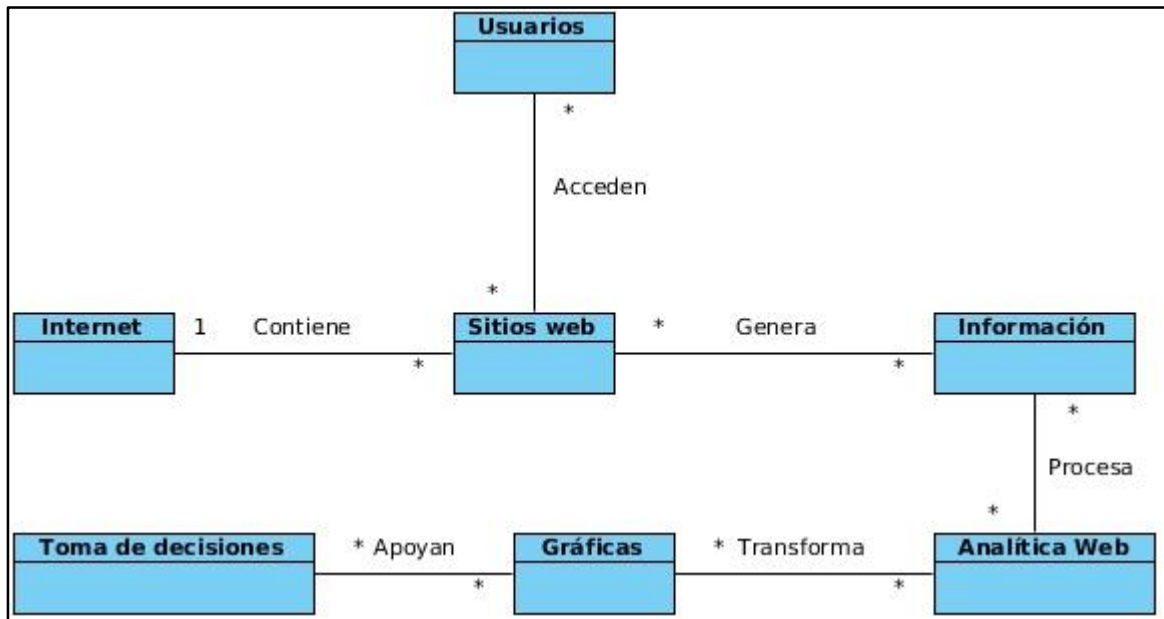 Usuarios
*
Acceden
*
Internet 1 Contiene * Sitios web * Genera * Información
*
Procesa
*
Toma de decisiones * Apoyan * Gráficas * Transforma * Analítica Web